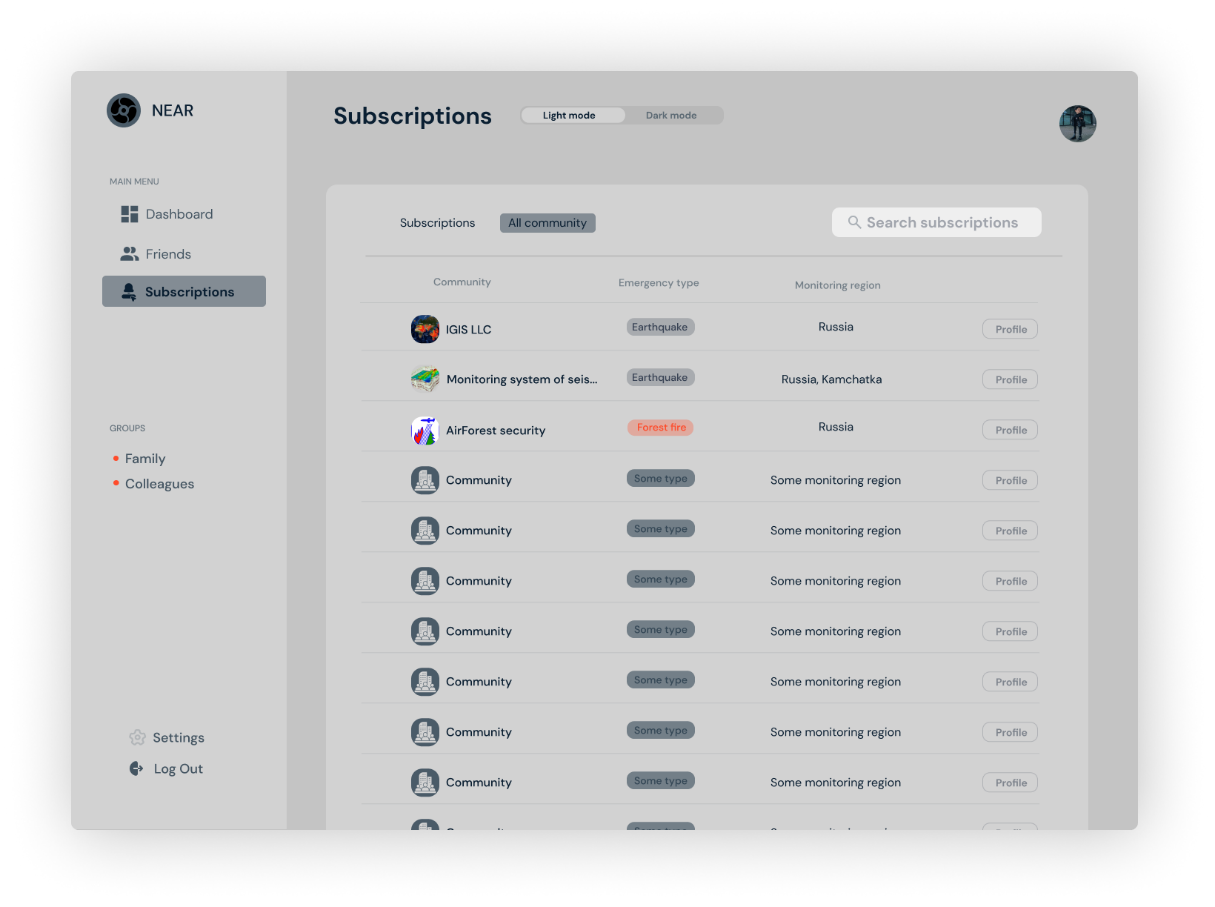 NEAR
Subscriptions
Light mode
Dark mode
MAIN MENU
Dashboard
Friends
Subscriptions
GROUPS
Family
Colleagues
Settings
Log Out
Subscriptions
All community
Search subscriptions
Community Emergency type Monitoring region
IGIS LLC Earthquake Russia Profile
Monitoring system of seis... Earthquake Russia, Kamchatka Profile
AirForest security Forest fire Russia Profile
Community Some type Some monitoring region Profile
Community Some type Some monitoring region Profile
Community Some type Some monitoring region Profile
Community Some type Some monitoring region Profile
Community Some type Some monitoring region Profile
Community Some type Some monitoring region Profile
Community Some type Some monitoring region Profile